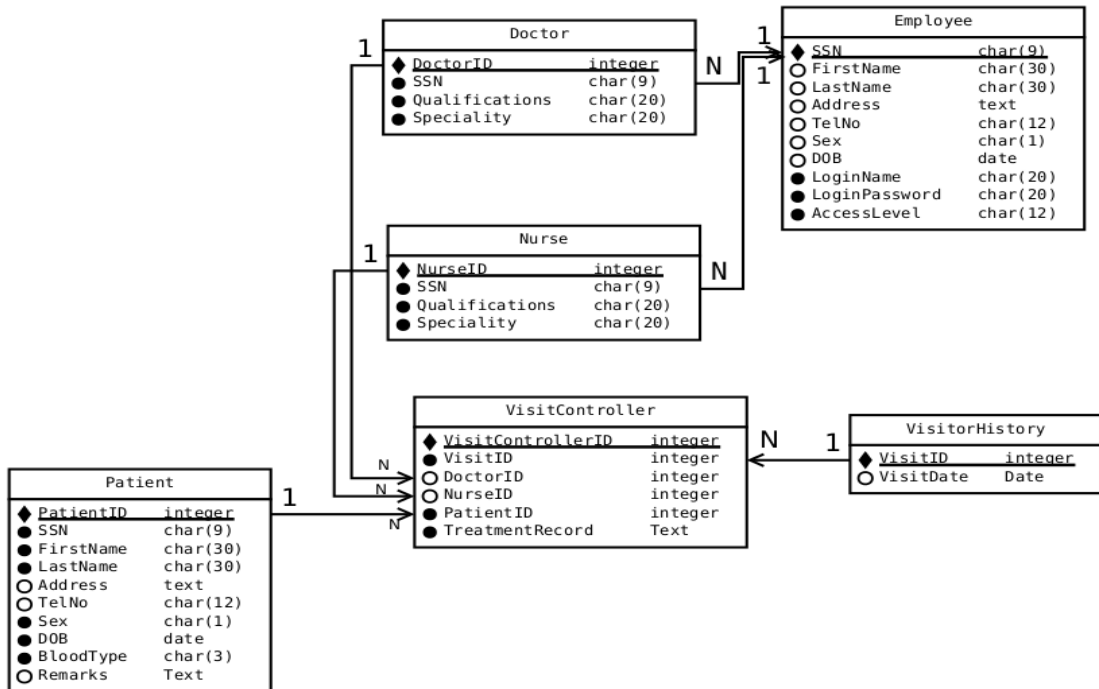 Doctor
DoctorID integer
SSN char(9)
Qualifications char(20)
Speciality char(20)
1
N
Employee
SSN char(9)
FirstName char(30)
LastName char(30)
Address text
TelNo char(12)
Sex char(1)
DOB date
LoginName char(20)
LoginPassword char(20)
AccessLevel char(12)
1
1
Nurse
NurseID integer
SSN char(9)
Qualifications char(20)
Speciality char(20)
1
N
VisitController
VisitControllerID integer
VisitID integer
DoctorID integer
NurseID integer
PatientID integer
TreatmentRecord Text
N
N
N
N
1
VisitorHistory
VisitID integer
VisitDate Date
Patient
PatientID integer
SSN char(9)
FirstName char(30)
LastName char(30)
Address text
TelNo char(12)
Sex char(1)
DOB date
BloodType char(3)
Remarks Text
1